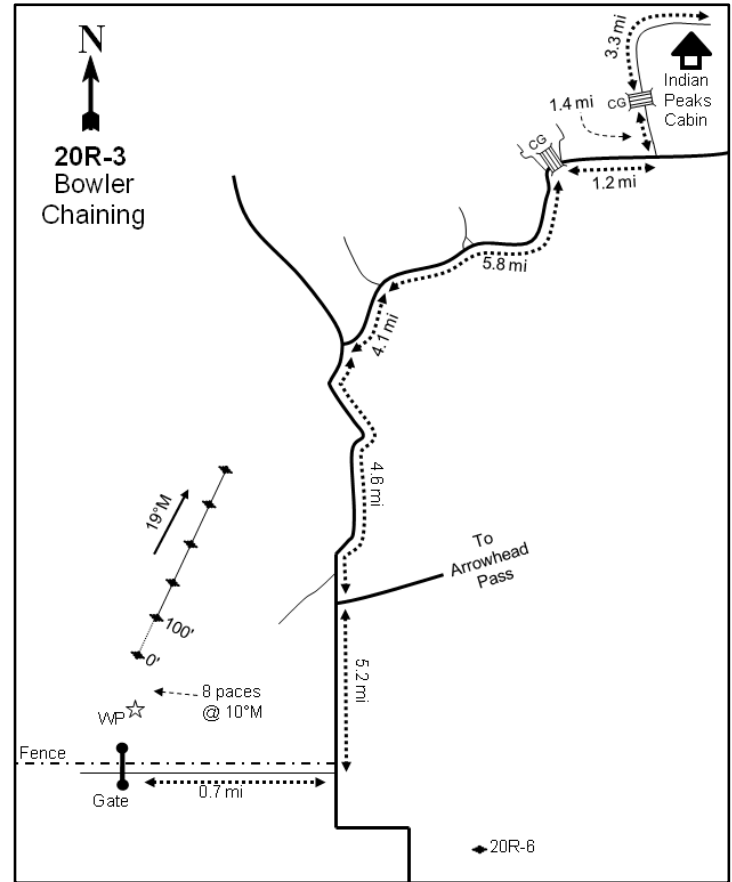 N
20R-3
Bowler
Chaining
3.3 mi
Indian
Peaks
Cabin
CG
1.4 mi
CG
1.2 mi
5.8 mi
4.1 mi
4.6 mi
19°M
To
Arrowhead
Pass
100'
0'
5.2 mi
8 paces
@ 10°M
WP
Fence
0.7 mi
Gate
20R-6